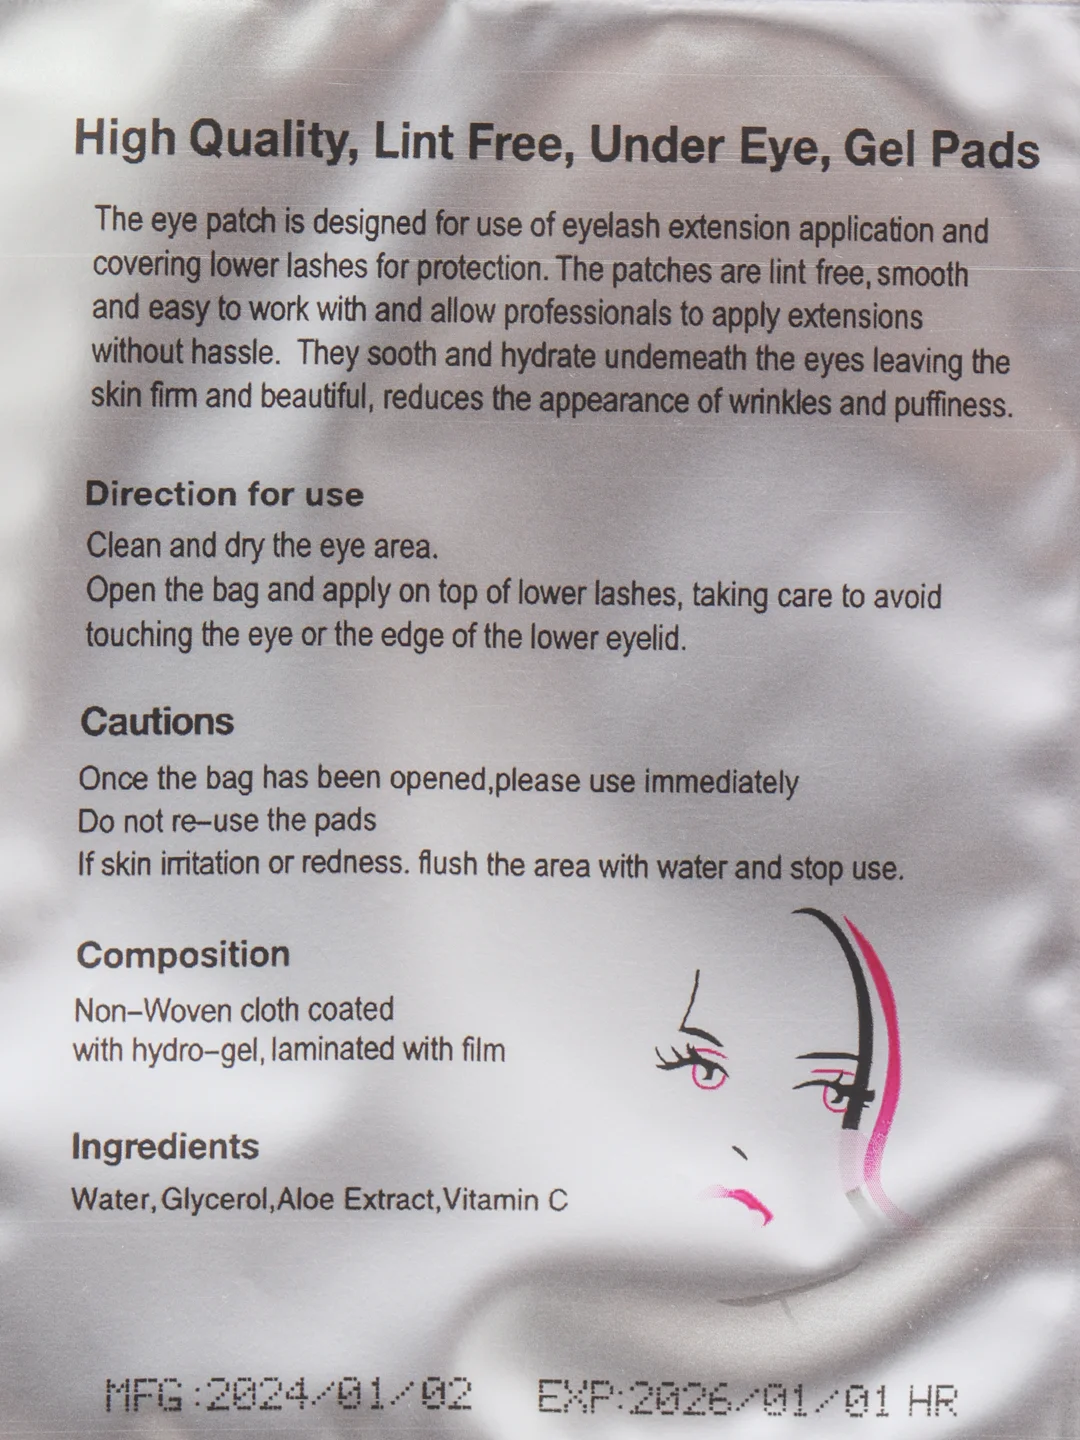 High Quality, Lint Free, Under Eye, Gel Pads
The eye patch is designed for use of eyelash extension application and
covering lower lashes for protection. The patches are lint free, smooth
and easy to work with and allow professionals to apply extensions
without hassle. They sooth and hydrate undemeath the eyes leaving the
skin firm and beautiful, reduces the appearance of wrinkles and puffiness.
Direction for use
Clean and dry the eye area.
Open the bag and apply on top of lower lashes, taking care to avoid
touching the eye or the edge of the lower eyelid.
Cautions
Once the bag has been opened,please use immediately
Do not re–use the pads
If skin irritation or redness. flush the area with water and stop use.
Composition
Non–Woven cloth coated
with hydro–gel, laminated with film
Ingredients
Water, Glycerol,Aloe Extract,Vitamin C
MFG:2024/01/02 EXP:2026/01/01 HR